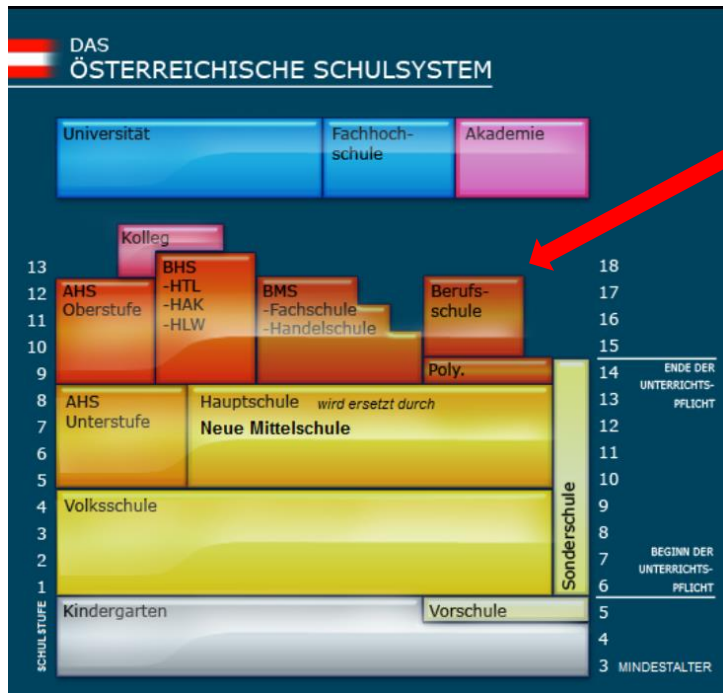 DAS
ÖSTERREICHISCHE SCHULSYSTEM
Universität
Fachhoch-
schule
Akademie
Kolleg
13
12
11
10
9
8
7
6
5
4
3
2
1
SCHULSTUFE
AHS
Oberstufe
BHS
-HTL
-HAK
-HLW
BMS
-Fachschule
-Handelschule
Berufs-
schule
Poly.
AHS
Unterstufe
Hauptschule wird ersetzt durch
Neue Mittelschule
Volksschule
Sonderschule
Kindergarten
Vorschule
18
17
16
15
14
13
12
11
10
9
8
7
6
5
4
3 MINDESTALTER
ENDE DER
UNTERRICHTS-
PFLICHT
BEGINN DER
UNTERRICHTS-
PFLICHT